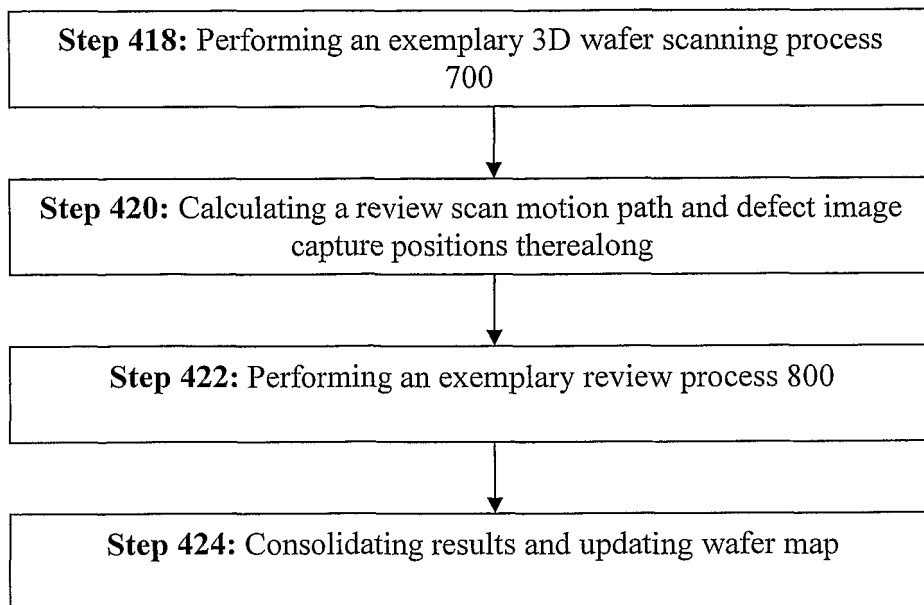 Step 418: Performing an exemplary 3D wafer scanning process
700
Step 420: Calculating a review scan motion path and defect image
capture positions therealong
Step 422: Performing an exemplary review process 800
Step 424: Consolidating results and updating wafer map